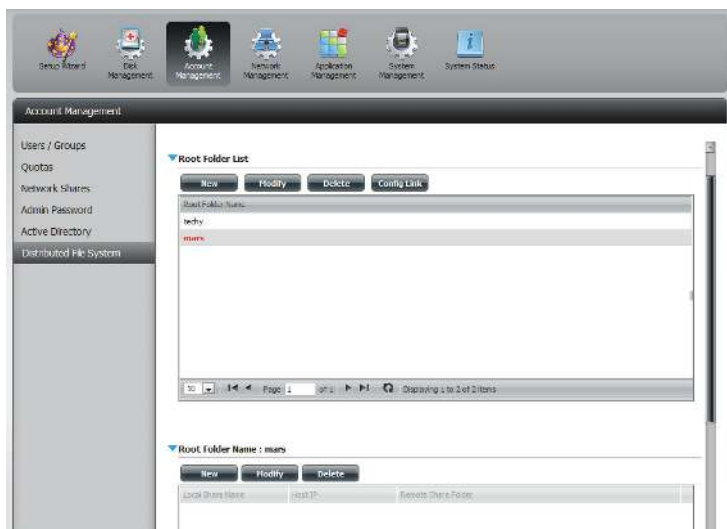 Setup Wizard
Disk Management
Account Management
Network Management
Application Management
System Management
System Status
Account Management
Users / Groups
Quotas
Network Shares
Admin Password
Active Directory
Distributed File System
Root Folder List
New Modify Delete Config Link
Root Folder Name
techy
mars
10 Page 1 of 1 Displaying 1 to 2 of 2 items
Root Folder Name : mars
New Modify Delete
Local Share Name Host IP Remote Share Folder